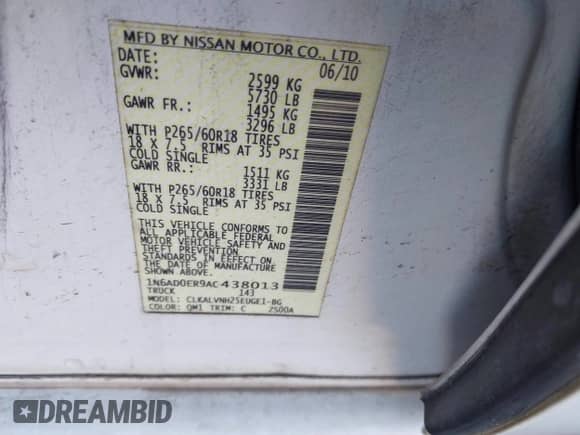 MFD BY NISSAN MOTOR CO., LTD.
DATE: 06/10
GVWR: 2599 KG
5730 LB
GAWR FR.: 1495 KG
3296 LB
WITH P265/60R18 TIRES
18 X 7.5 RIMS AT 35 PSI
COLD SINGLE
GAWR RR.: 1511 KG
3331 LB
WITH P265/60R18 TIRES
18 X 7.5 RIMS AT 35 PSI
COLD SINGLE
THIS VEHICLE CONFORMS TO
ALL APPLICABLE FEDERAL
MOTOR VEHICLE SAFETY AND
THEFT PREVENTION
STANDARDS IN EFFECT ON
THE DATE OF MANUFACTURE
SHOWN ABOVE.
1N6AD0ER9AC438013
TRUCK 143
MODEL: CLKALVNHZ5EUGEI-BG
COLOR: QM1 TRIM: C 2500A
DREAMBID